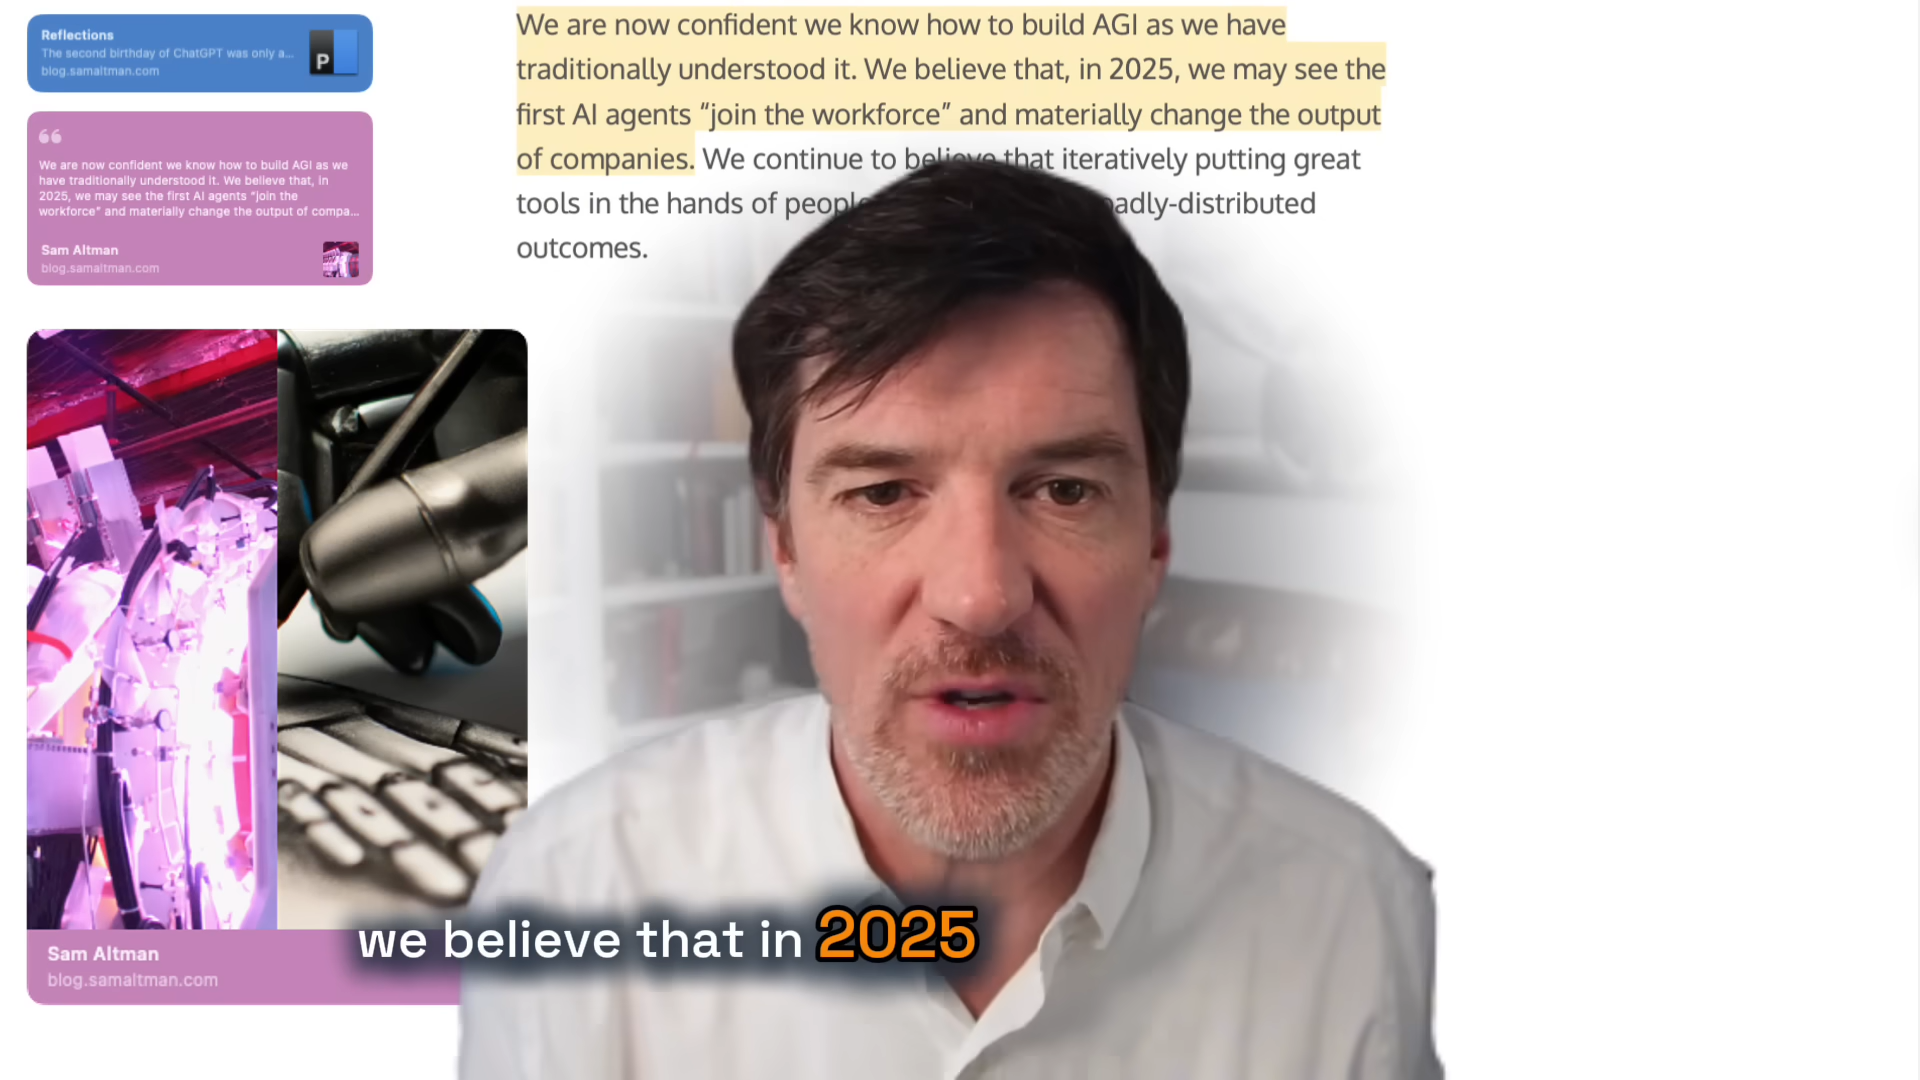 Reflections
The second birthday of ChatGPT was only a...
blog.samaltman.com
P
We are now confident we know how to build AGI as we
have traditionally understood it. We believe that, in
2025, we may see the first AI agents “join the
workforce” and materially change the output of compa...
Sam Altman
blog.samaltman.com
We are now confident we know how to build AGI as we have
traditionally understood it. We believe that, in 2025, we may see the
first AI agents “join the workforce” and materially change the output
of companies. We continue to believe that iteratively putting great
tools in the hands of people adly-distributed
outcomes.
Sam Altman
blog.samaltman.com
we believe that in 2025